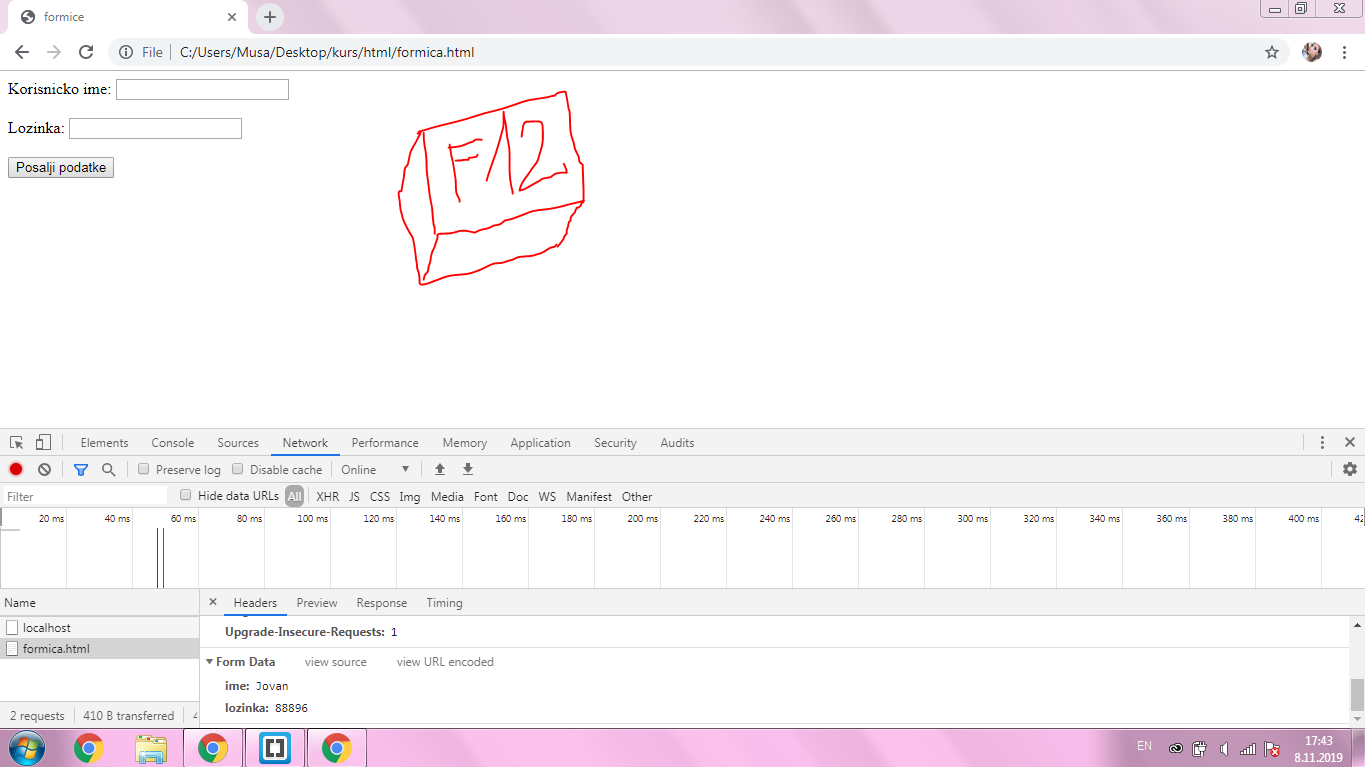 formice
File C:/Users/Musa/Desktop/kurs/html/formica.html
Korisnicko ime:
Lozinka:
Posalji podatke
F12
Elements Console Sources Network Performance Memory Application Security Audits
Preserve log Disable cache Online
Filter Hide data URLs All XHR JS CSS Img Media Font Doc WS Manifest Other
20 ms 40 ms 60 ms 80 ms 100 ms 120 ms 140 ms 160 ms 180 ms 200 ms 220 ms 240 ms 260 ms 280 ms 300 ms 320 ms 340 ms 360 ms 380 ms 400 ms 42
Name Headers Preview Response Timing
localhost
Upgrade-Insecure-Requests: 1
formica.html
Form Data view source view URL encoded
ime: Jovan
lozinka: 88896
2 requests 410 B transferred
EN 17:43
8.11.2019